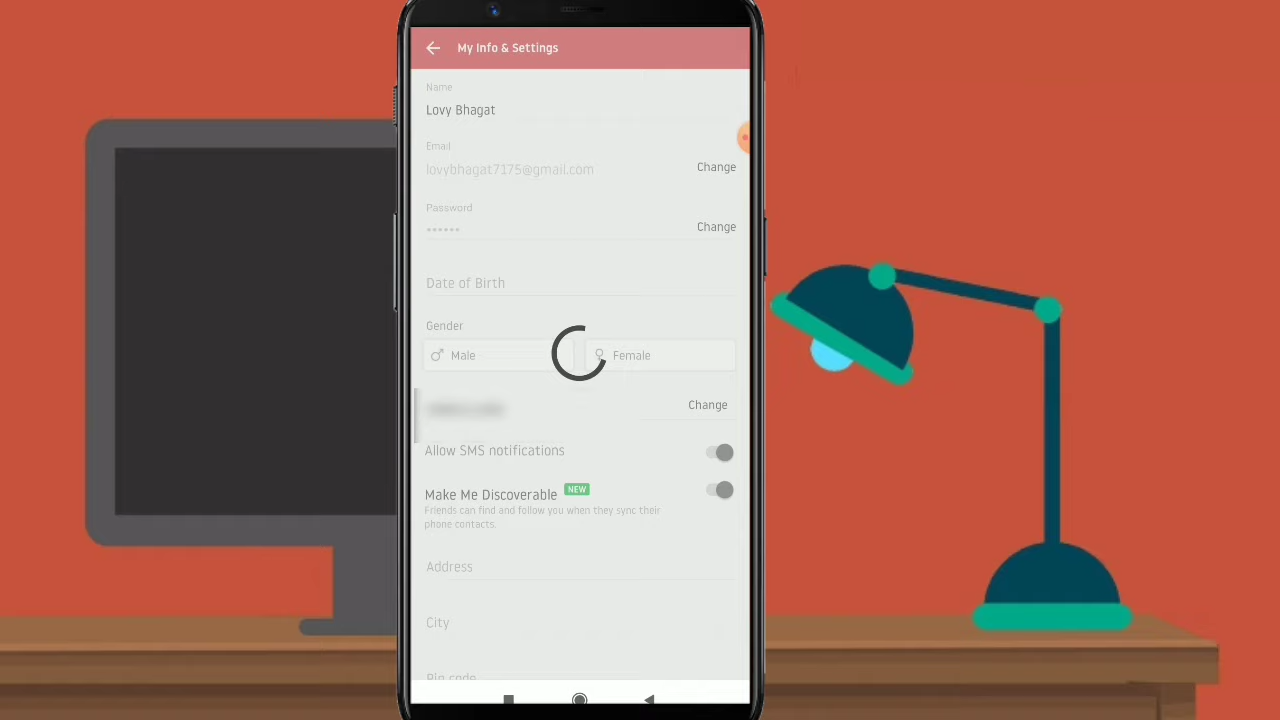 My Info & Settings
Name
Lovy Bhagat
Email
lovybhagat7175@gmail.com Change
Password
•••••• Change
Date of Birth
Gender
Male Female
Change
Allow SMS notifications
Make Me Discoverable NEW
Friends can find and follow you when they sync their
phone contacts.
Address
City
Pin code